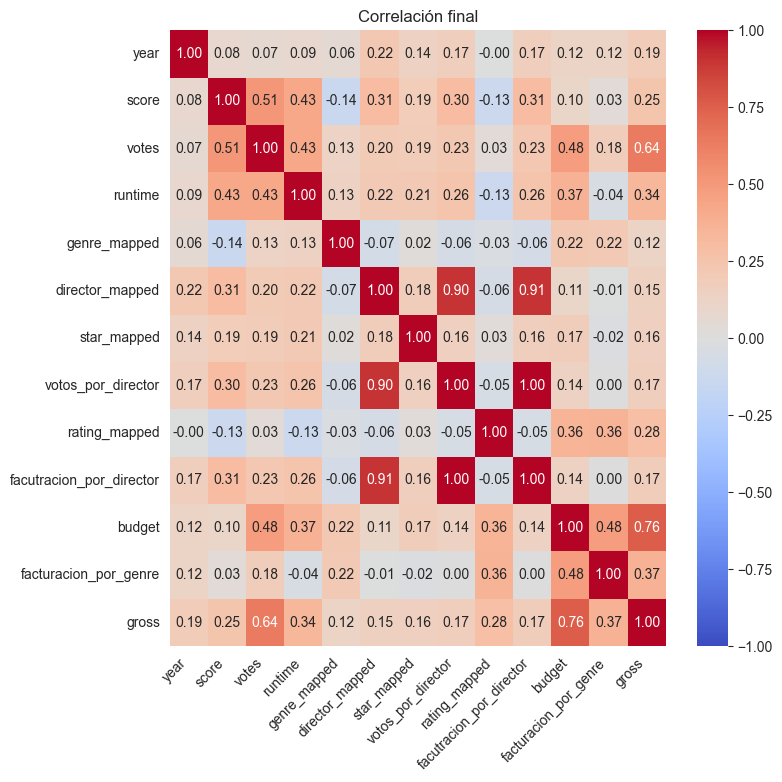 Correlación final
year 1.00 0.08 0.07 0.09 0.06 0.22 0.14 0.17 -0.00 0.17 0.12 0.12 0.19 1.00
score 0.08 1.00 0.51 0.43 -0.14 0.31 0.19 0.30 -0.13 0.31 0.10 0.03 0.25
0.75
votes 0.07 0.51 1.00 0.43 0.13 0.20 0.19 0.23 0.03 0.23 0.48 0.18 0.64
runtime 0.09 0.43 0.43 1.00 0.13 0.22 0.21 0.26 -0.13 0.26 0.37 -0.04 0.34
0.50
genre_mapped 0.06 -0.14 0.13 0.13 1.00 -0.07 0.02 -0.06 -0.03 -0.06 0.22 0.22 0.12
0.25
director_mapped 0.22 0.31 0.20 0.22 -0.07 1.00 0.18 0.90 -0.06 0.91 0.11 -0.01 0.15
star_mapped 0.14 0.19 0.19 0.21 0.02 0.18 1.00 0.16 0.03 0.16 0.17 -0.02 0.16
0.00
votos_por_director 0.17 0.30 0.23 0.26 -0.06 0.90 0.16 1.00 -0.05 1.00 0.14 0.00 0.17
-0.25
rating_mapped -0.00 -0.13 0.03 -0.13 -0.03 -0.06 0.03 -0.05 1.00 -0.05 0.36 0.36 0.28
facutracion_por_director 0.17 0.31 0.23 0.26 -0.06 0.91 0.16 1.00 -0.05 1.00 0.14 0.00 0.17
-0.50
budget 0.12 0.10 0.48 0.37 0.22 0.11 0.17 0.14 0.36 0.14 1.00 0.48 0.76
facturacion_por_genre 0.12 0.03 0.18 -0.04 0.22 -0.01 -0.02 0.00 0.36 0.00 0.48 1.00 0.37
-0.75
gross 0.19 0.25 0.64 0.34 0.12 0.15 0.16 0.17 0.28 0.17 0.76 0.37 1.00
-1.00
year score votes runtime genre_mapped director_mapped star_mapped votos_por_director rating_mapped facutracion_por_director budget facturacion_por_genre gross